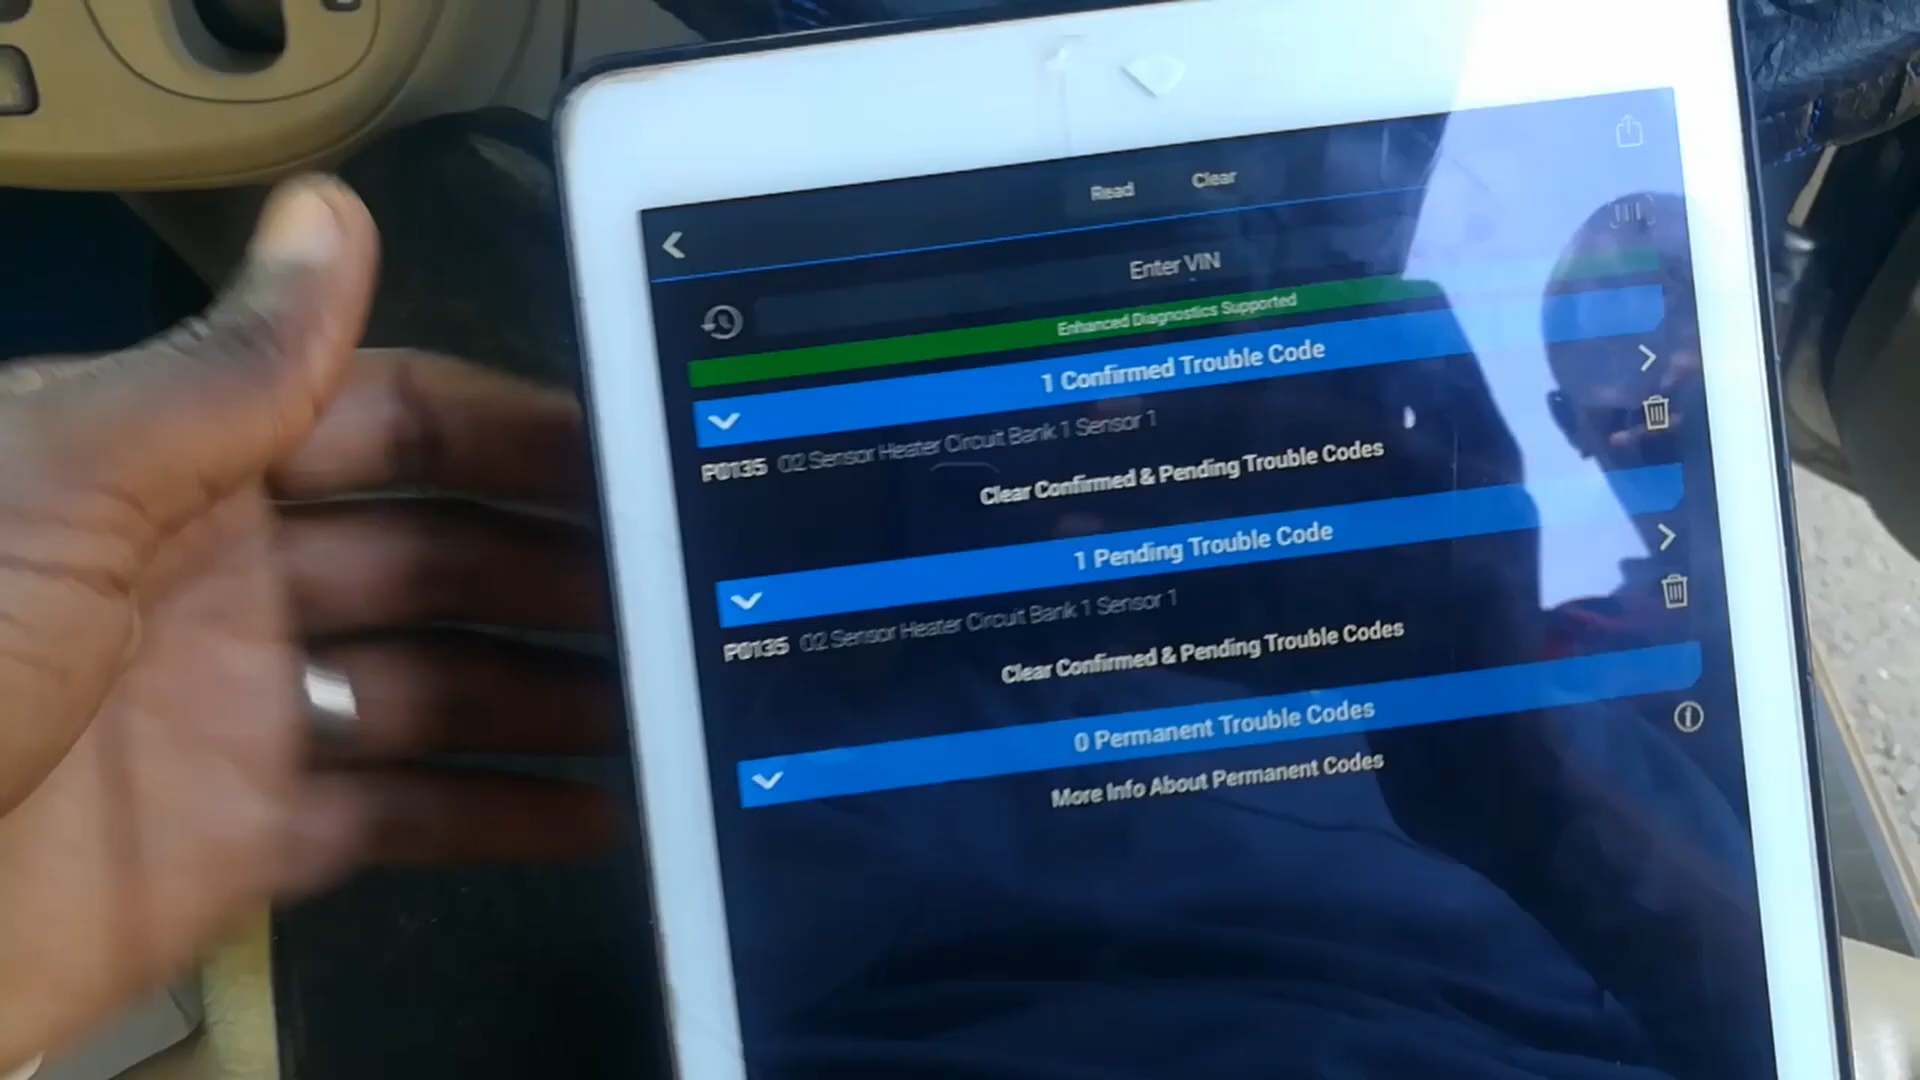 Read Clear
Enter VIN
Enhanced Diagnostics Supported
1 Confirmed Trouble Code
P0135 O2 Sensor Heater Circuit Bank 1 Sensor 1
Clear Confirmed & Pending Trouble Codes
1 Pending Trouble Code
P0135 O2 Sensor Heater Circuit Bank 1 Sensor 1
Clear Confirmed & Pending Trouble Codes
0 Permanent Trouble Codes
More Info About Permanent Codes